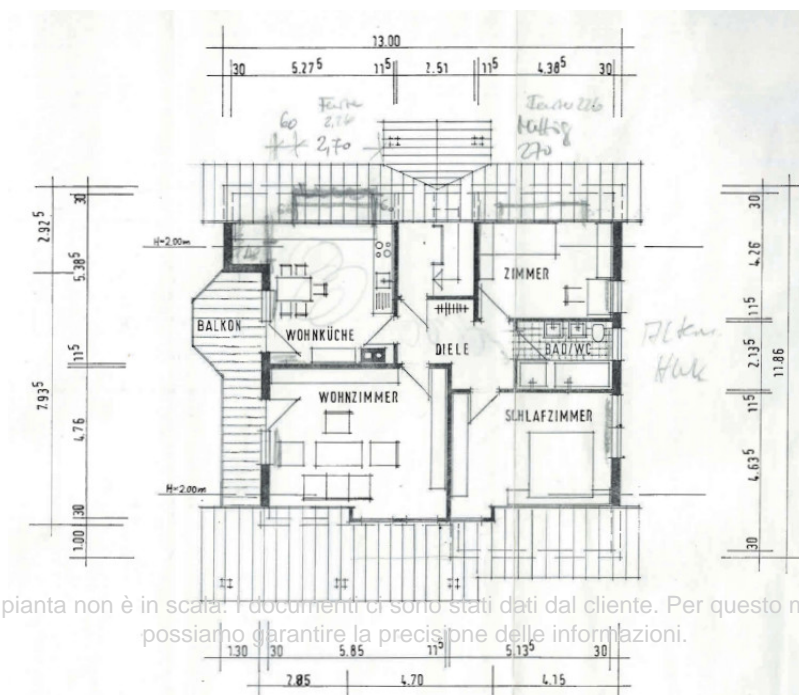 13.00
30 5.27⁵ 11⁵ 2.51 11⁵ 4.38⁵ 30
60 2,70
270
2.92⁵
7.93⁵
30
5.38⁵
11⁵
4.76
30
1.00
H=2.00m
ZIMMER
BALKON
WOHNKÜCHE
DIELE
BAD/WC
WOHNZIMMER
SCHLAFZIMMER
H=2.00m
30
4.26
11⁵
2.13⁵
11⁵
4.63⁵
30
11.86
pianta non è in scala. I documenti ci sono stati dati dal cliente. Per questo m
possiamo garantire la precisione delle informazioni.
1.30 30 5.85 11⁵ 5.13⁵ 30
2.85 4.70 4.15